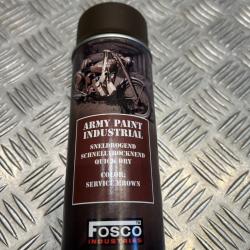 ARMY PAINT
INDUSTRIAL
SNELDROGEND
SCHNELLTROCKNEND
QUICK DRY
COLOR:
SERVICE BROWN
FOSCO
INDUSTRIES